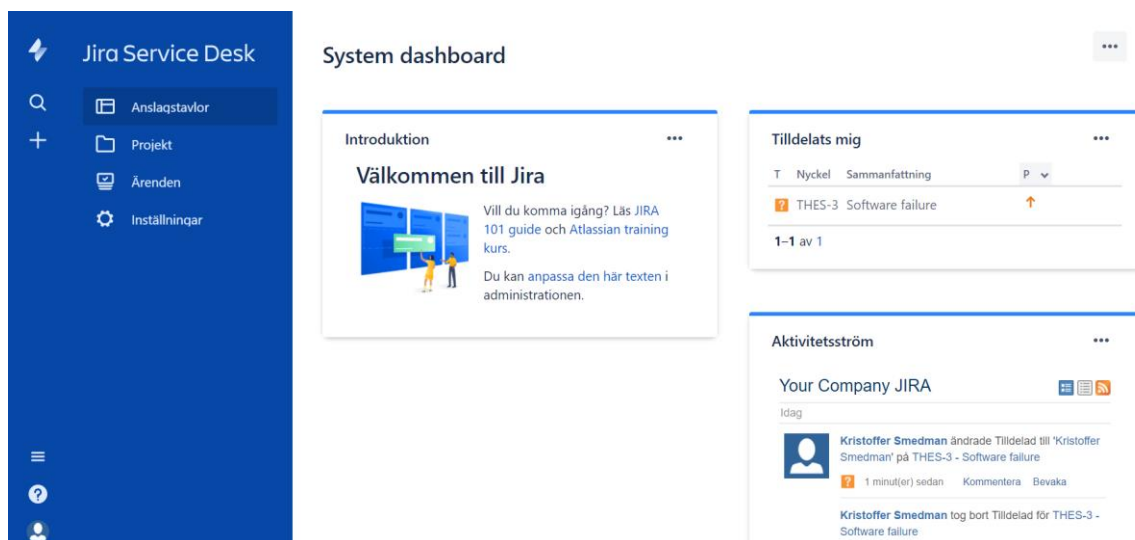 Jira Service Desk
Anslagstavlor
Projekt
Ärenden
Inställningar
System dashboard
Introduktion
Välkommen till Jira
Vill du komma igång? Läs JIRA
101 guide och Atlassian training
kurs.
Du kan anpassa den här texten i
administrationen.
Tilldelats mig
T Nyckel Sammanfattning P
THES-3 Software failure
1–1 av 1
Aktivitetsström
Your Company JIRA
Idag
Kristoffer Smedman ändrade Tilldelad till 'Kristoffer
Smedman' på THES-3 - Software failure
1 minut(er) sedan Kommentera Bevaka
Kristoffer Smedman tog bort Tilldelad för THES-3 -
Software failure